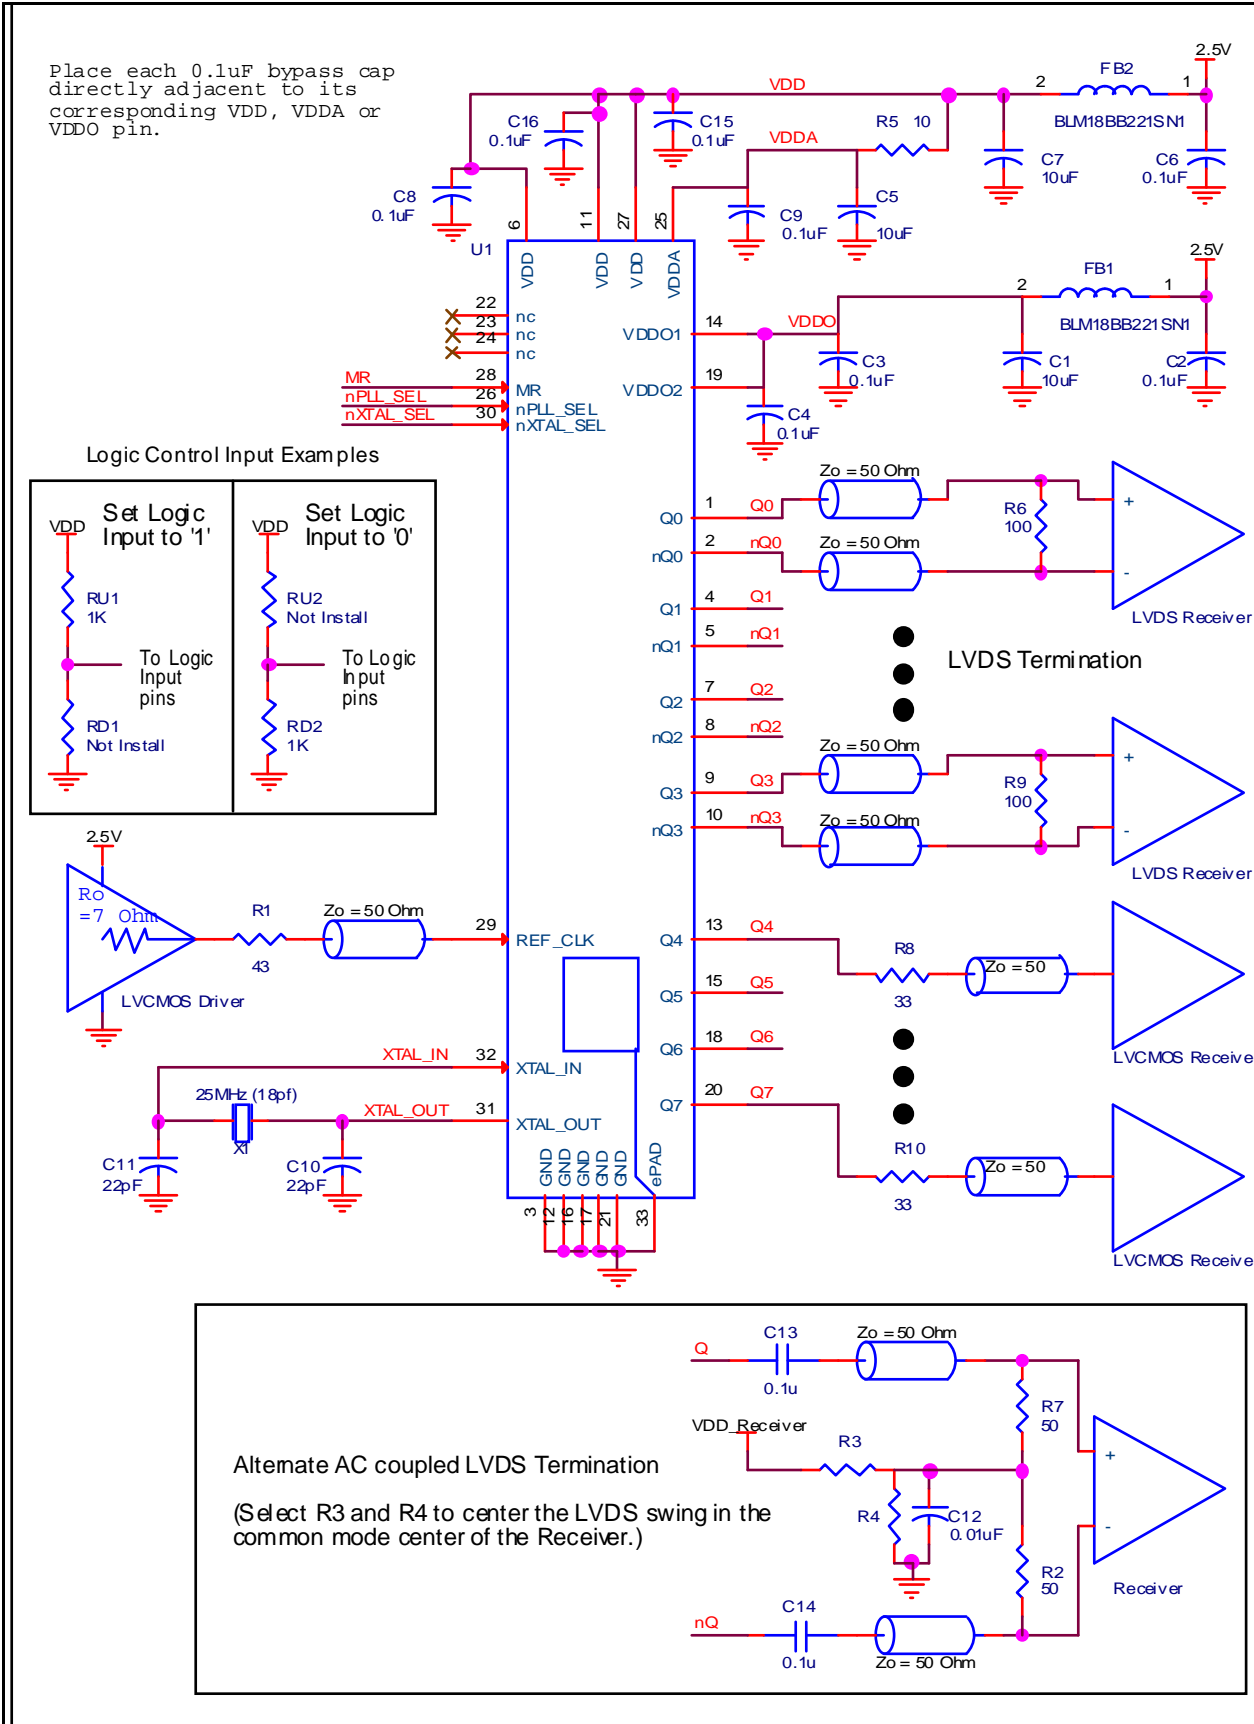 Place each 0.1uF bypass cap
directly adjacent to its
corresponding VDD, VDDA or
VDDO pin.
2.5V
VDD
2
FB2
1
BLM18BB221SN1
C16
0.1uF
C15
0.1uF
R5 10
VDDA
C7
10uF
C6
0.1uF
C8
0.1uF
C9
0.1uF
C5
10uF
6
11
27
25
U1
VDD
VDD
VDD
VDDA
2.5V
2
FB1
1
BLM18BB221SN1
22
nc
23
nc
24
nc
VDDO1
14
VDDO
C3
0.1uF
C1
10uF
C2
0.1uF
VDDO2
19
C4
0.1uF
MR
28
MR
nPLL_SEL
26
nPLL_SEL
nXTAL_SEL
30
nXTAL_SEL
Logic Control Input Examples
Set Logic
Input to '1'
VDD
RU1
1K
To Logic
Input
pins
RD1
Not Install
Set Logic
Input to '0'
VDD
RU2
Not Install
To Logic
Input
pins
RD2
1K
Q0
1
Q0
Zo = 50 Ohm
nQ0
2
nQ0
Zo = 50 Ohm
R6
100
+
-
LVDS Receiver
Q1
4
Q1
nQ1
5
nQ1
LVDS Termination
Q2
7
Q2
nQ2
8
nQ2
Q3
9
Q3
Zo = 50 Ohm
nQ3
10
nQ3
Zo = 50 Ohm
R9
100
+
-
LVDS Receiver
2.5V
Ro
=7 Ohm
R1
43
Zo = 50 Ohm
29
REF_CLK
LVCMOS Driver
Q4
13
Q4
R8
33
Zo = 50
LVCMOS Receive
Q5
15
Q5
Q6
18
Q6
Q7
20
Q7
R10
33
Zo = 50
LVCMOS Receive
XTAL_IN
32
XTAL_IN
25MHz (18pf)
X1
XTAL_OUT
31
XTAL_OUT
C11
22pF
C10
22pF
GND
GND
GND
GND
GND
ePAD
3
12
16
17
21
33
Q
C13
0.1u
Zo = 50 Ohm
R7
50
VDD_Receiver
R3
R4
C12
0.01uF
+
-
R2
50
Receiver
nQ
C14
0.1u
Zo = 50 Ohm
Alternate AC coupled LVDS Termination
(Select R3 and R4 to center the LVDS swing in the
common mode center of the Receiver.)